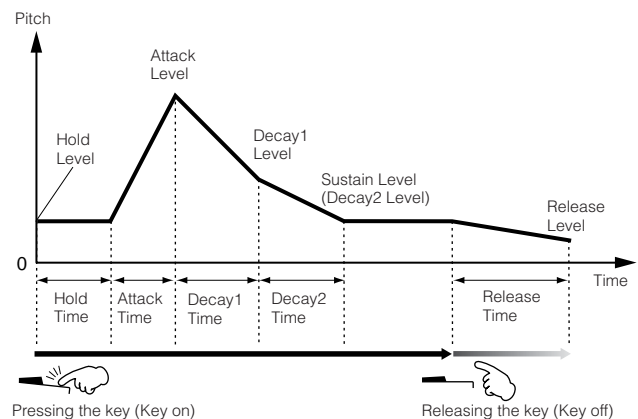 Pitch
Attack
Level
Hold
Level
Decay1
Level
Sustain Level
(Decay2 Level)
Release
Level
0
Time
Hold
Time
Attack
Time
Decay1
Time
Decay2
Time
Release
Time
Pressing the key (Key on)
Releasing the key (Key off)